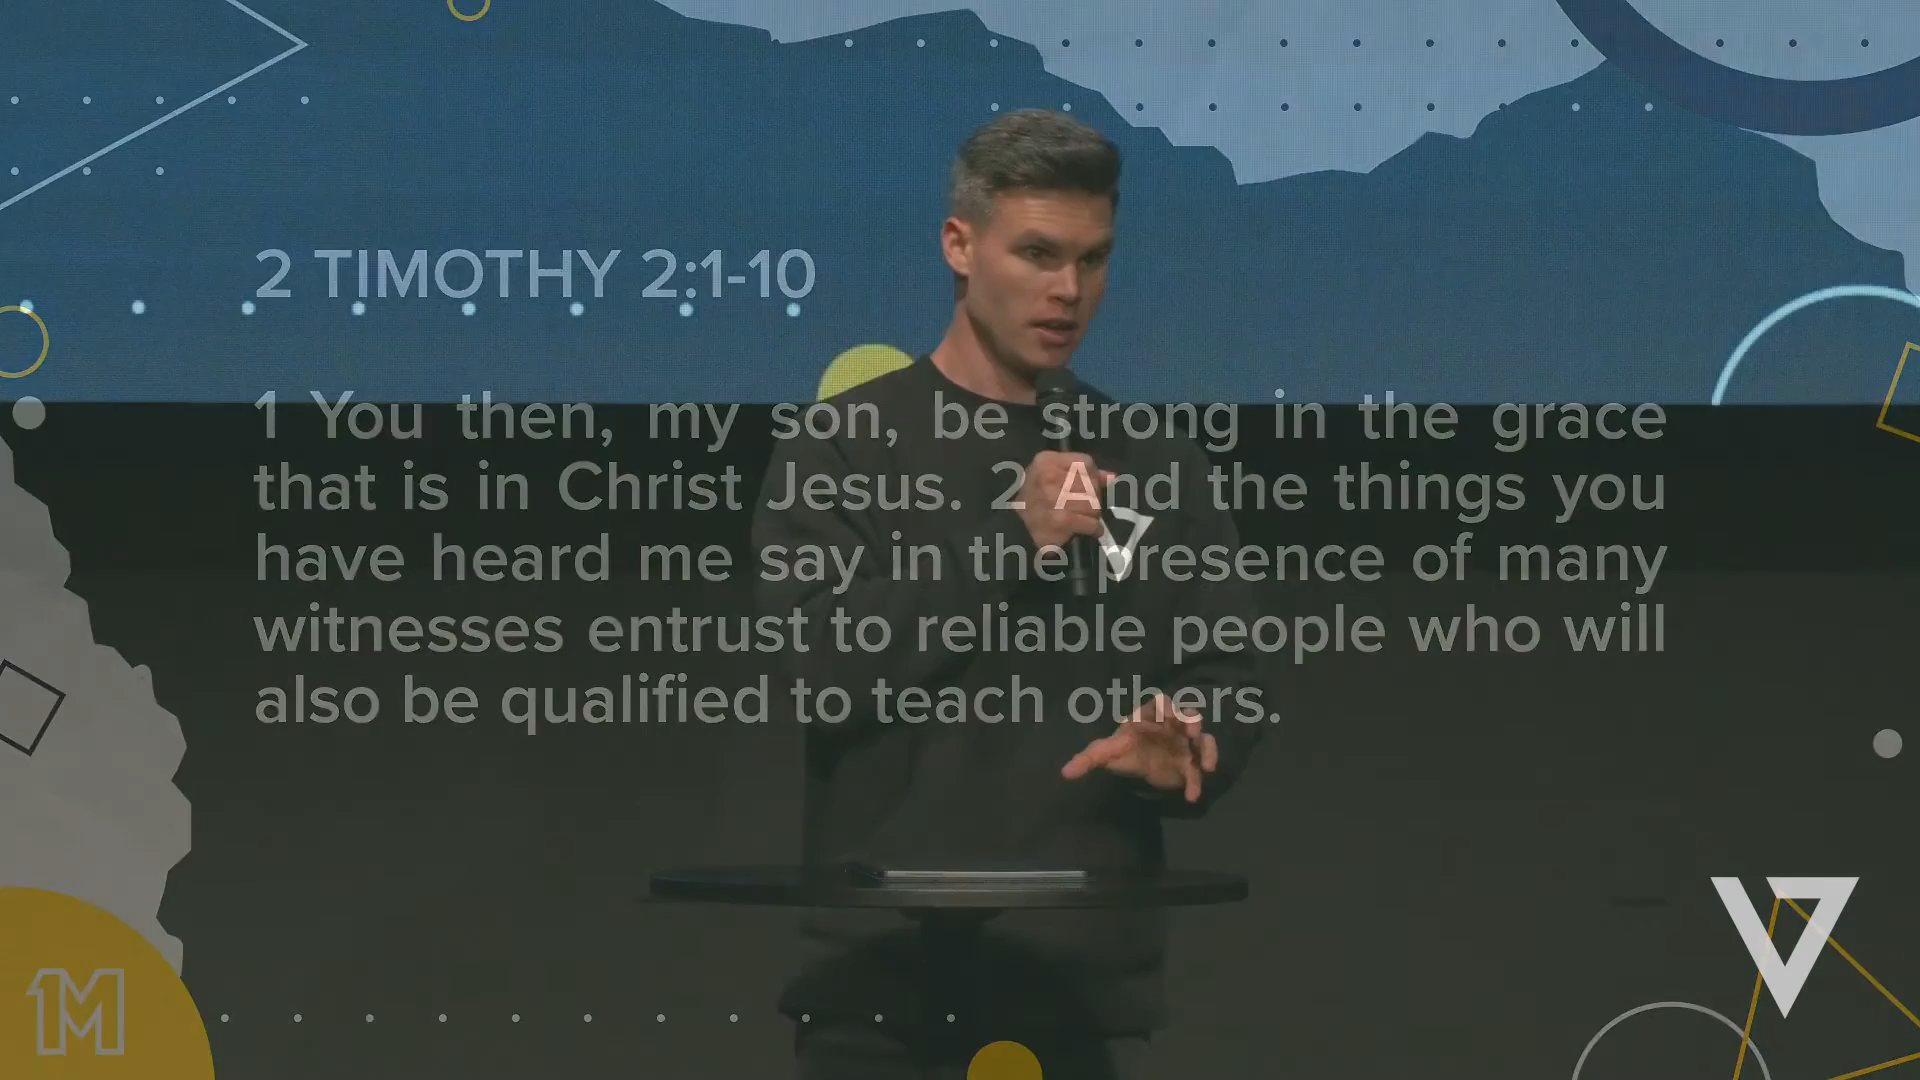 2 TIMOTHY 2:1-10
1 You then, my son, be strong in the grace
that is in Christ Jesus. 2 And the things you
have heard me say in the presence of many
witnesses entrust to reliable people who will
also be qualified to teach others.
1M